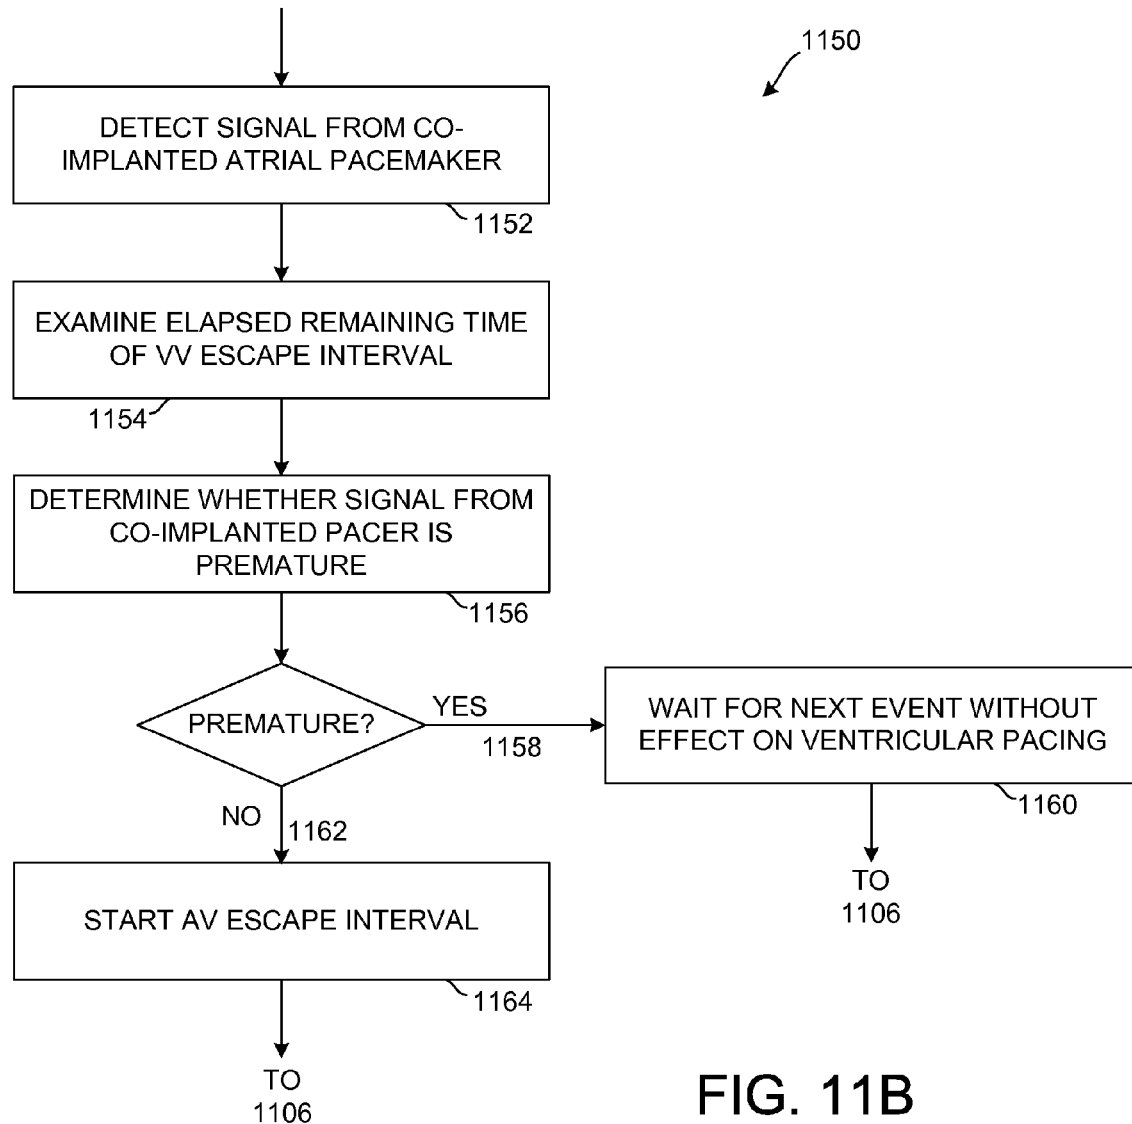 1150
DETECT SIGNAL FROM CO-
IMPLANTED ATRIAL PACEMAKER
1152
EXAMINE ELAPSED REMAINING TIME
OF VV ESCAPE INTERVAL
1154
DETERMINE WHETHER SIGNAL FROM
CO-IMPLANTED PACER IS
PREMATURE
1156
PREMATURE?
YES
1158
WAIT FOR NEXT EVENT WITHOUT
EFFECT ON VENTRICULAR PACING
1160
TO
1106
NO
1162
START AV ESCAPE INTERVAL
1164
TO
1106
FIG. 11B